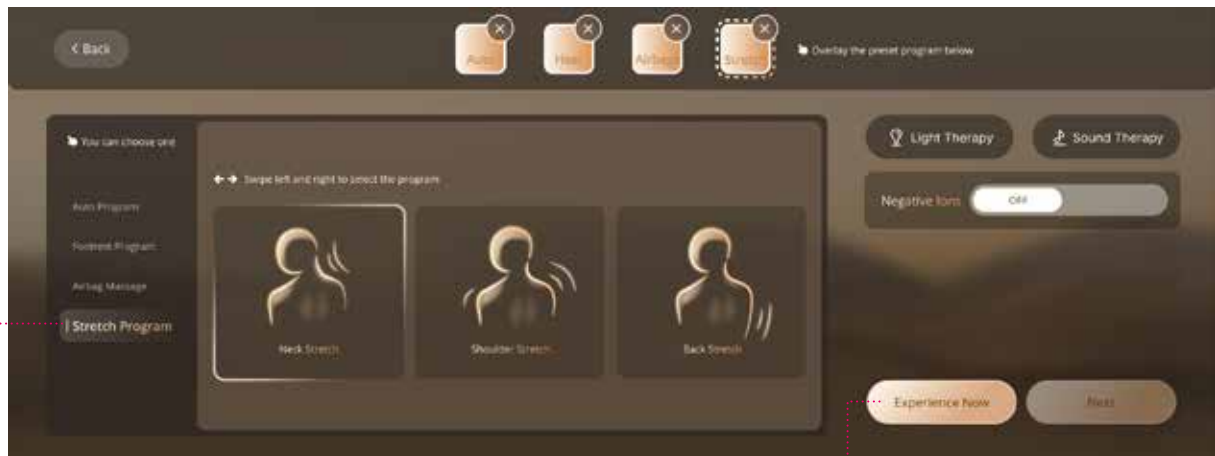 < Back
Auto
Airbag
Stretch
Overlay the preset program below
You can choose one
Auto Program
Footrest Program
Airbag Massage
Stretch Program
Swipe left and right to select the program
Neck Stretch
Shoulder Stretch
Back Stretch
Light Therapy
Sound Therapy
Negative Ions
OFF
Experience Now
Next